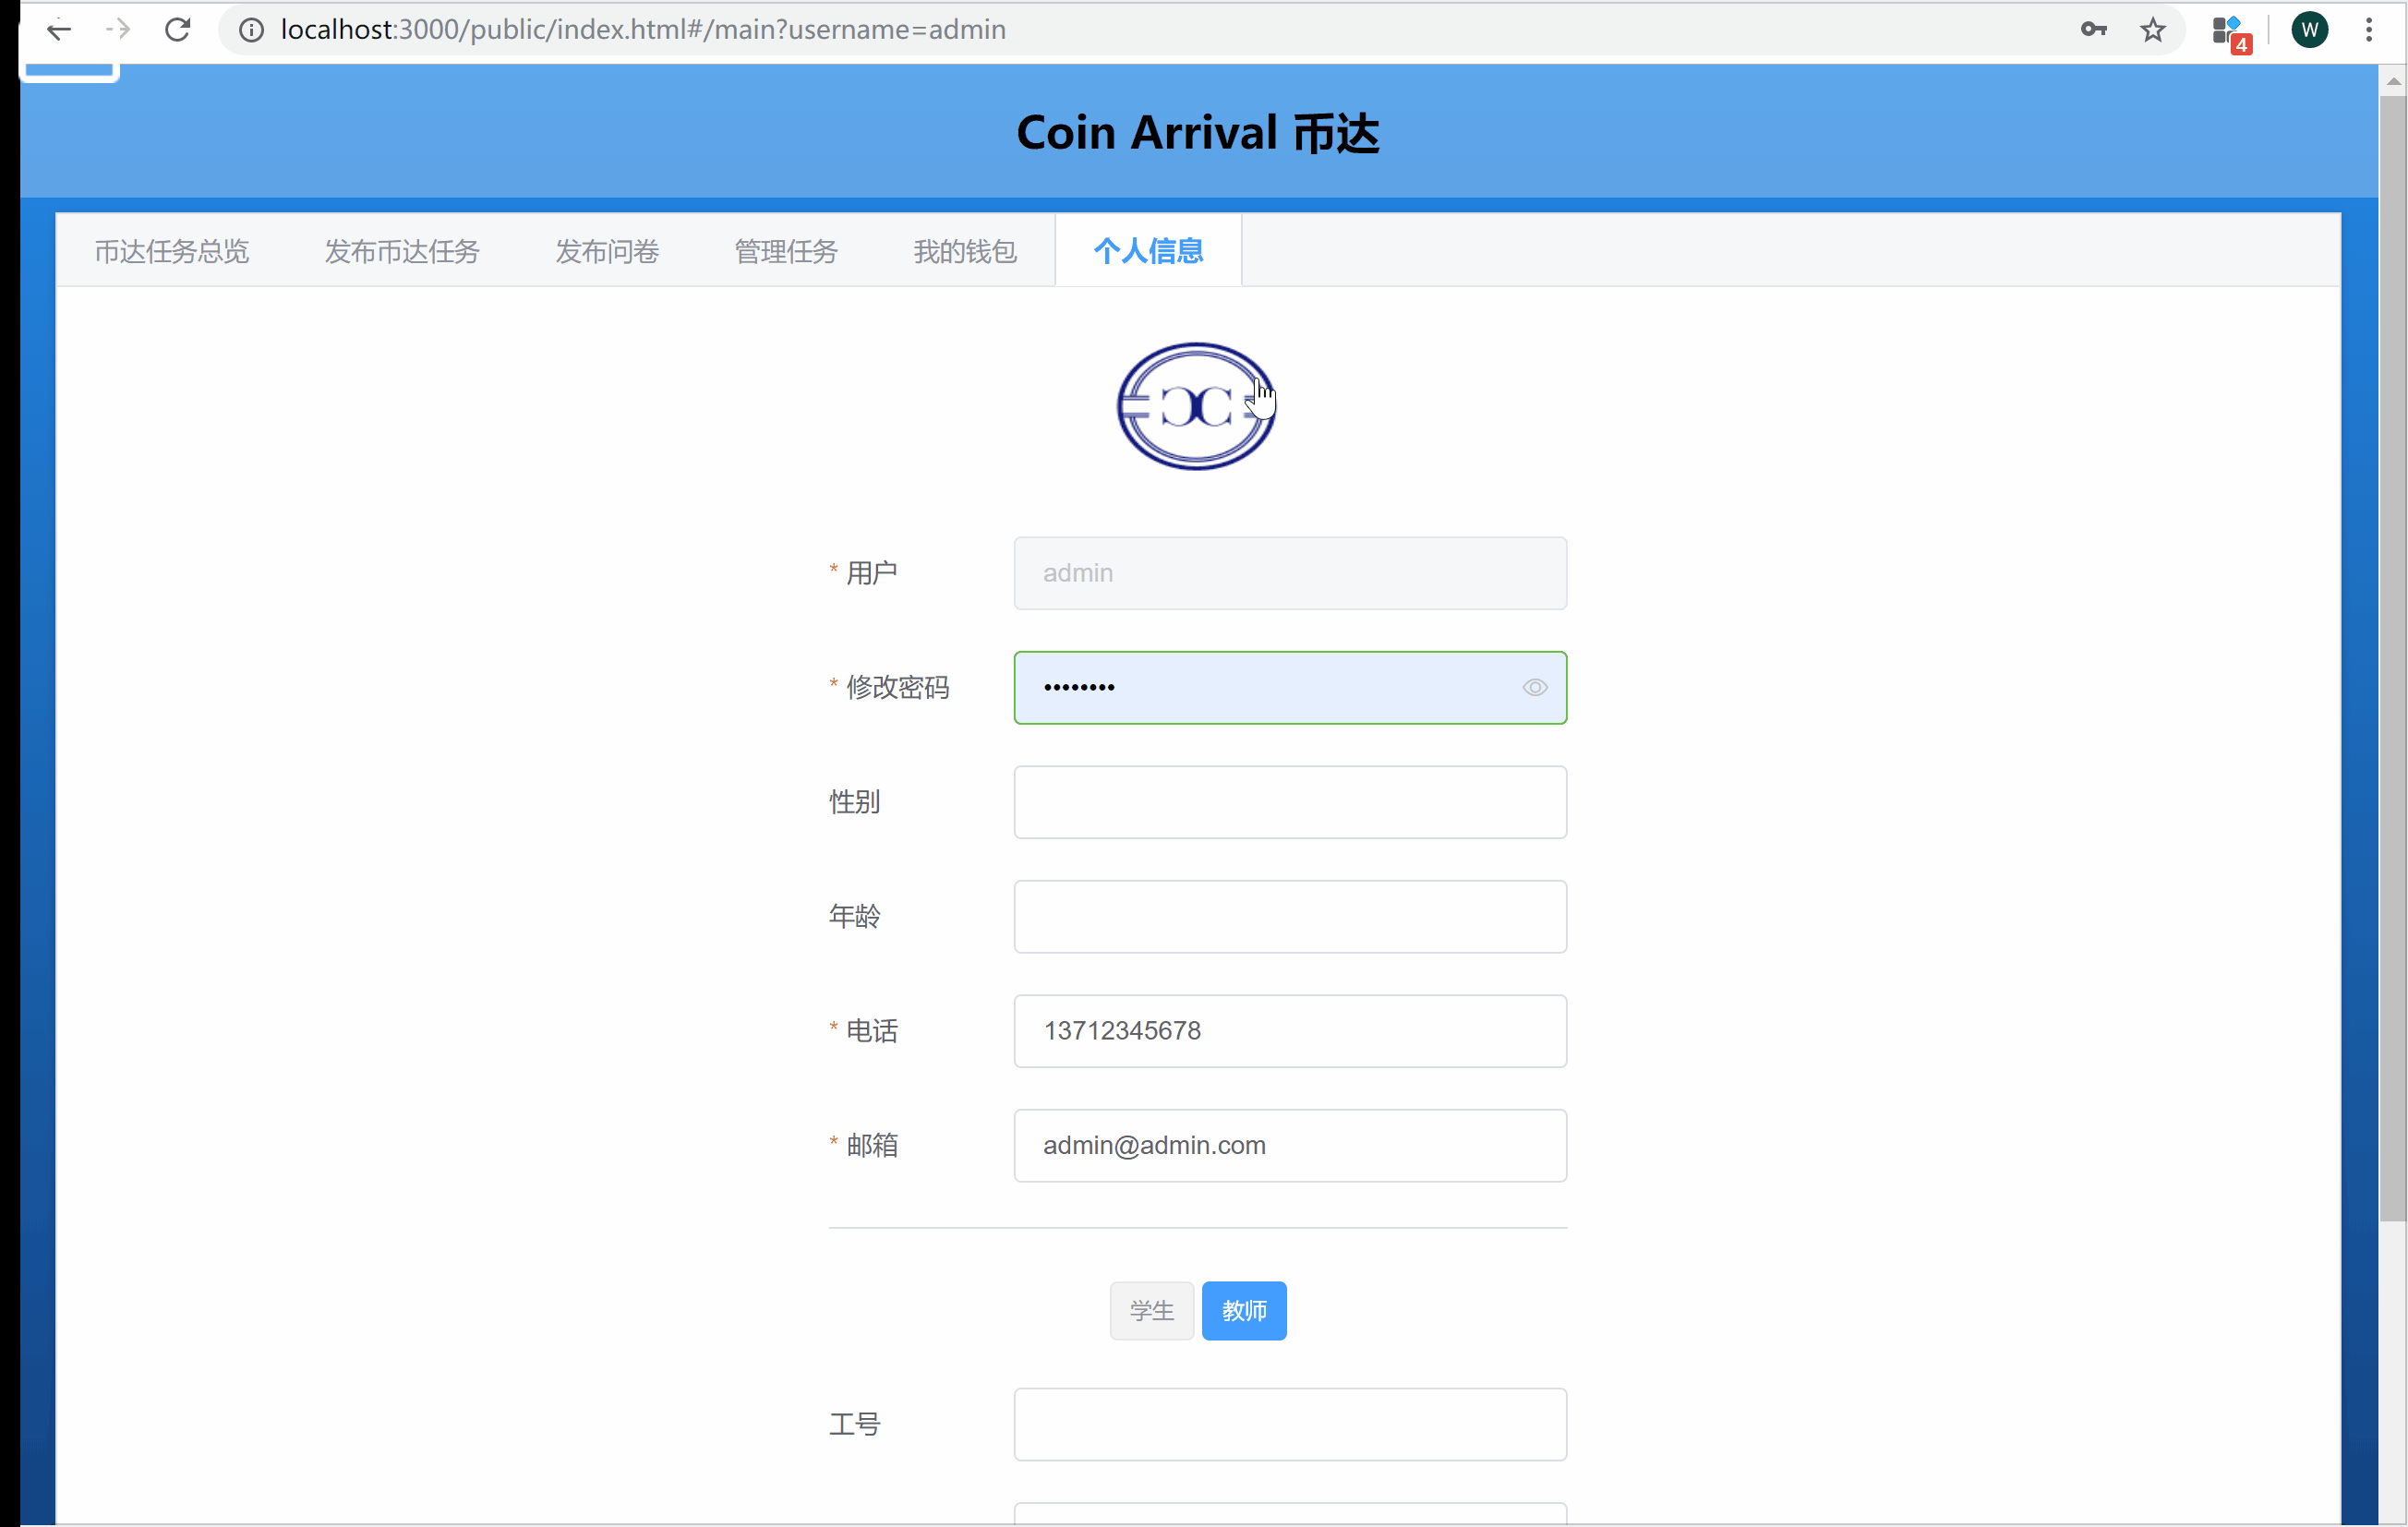 localhost:3000/public/index.html#/main?username=admin
4
W
Coin Arrival 币达
币达任务总览 发布币达任务 发布问卷 管理任务 我的钱包 个人信息
* 用户 admin
* 修改密码 ••••••••
性别
年龄
* 电话 13712345678
* 邮箱 admin@admin.com
学生 教师
工号